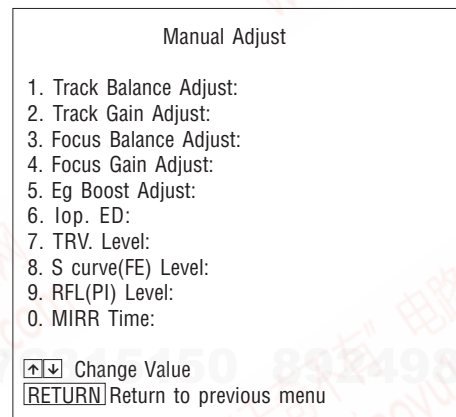 Manual Adjust
1. Track Balance Adjust:
2. Track Gain Adjust:
3. Focus Balance Adjust:
4. Focus Gain Adjust:
5. Eg Boost Adjust:
6. Iop. ED:
7. TRV. Level:
8. S curve(FE) Level:
9. RFL(PI) Level:
0. MIRR Time:
↑↓ Change Value
RETURN Return to previous menu